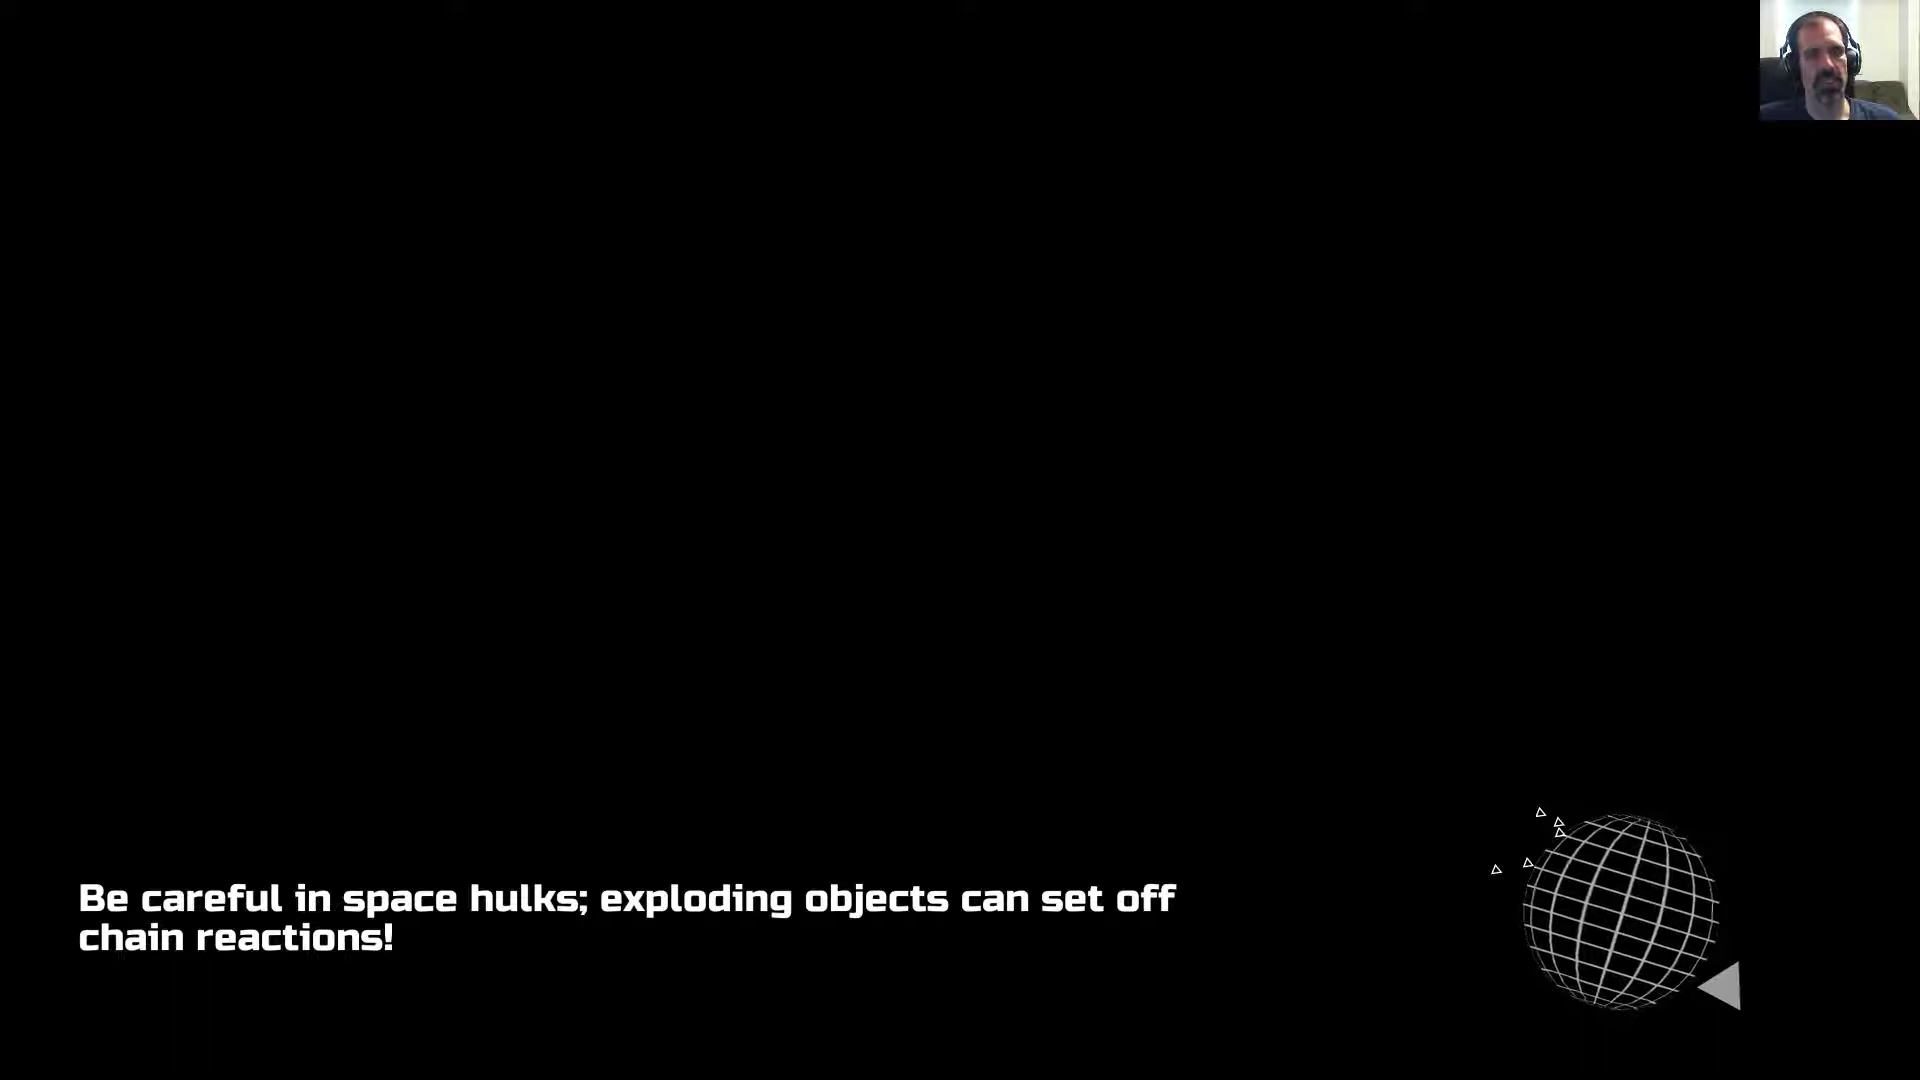 Be careful in space hulks; exploding objects can set off
chain reactions!